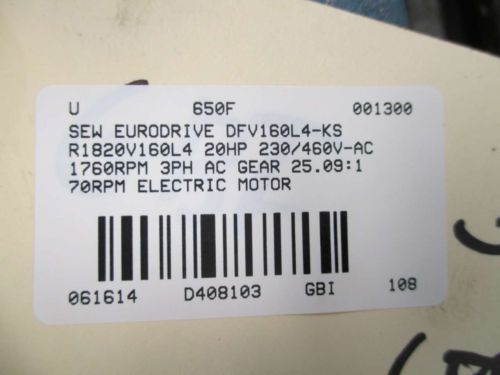 U 650F 001300
SEW EURODRIVE DFV160L4-KS
R1820V160L4 20HP 230/460V-AC
1760RPM 3PH AC GEAR 25.09:1
70RPM ELECTRIC MOTOR
061614 D408103 GBI 108